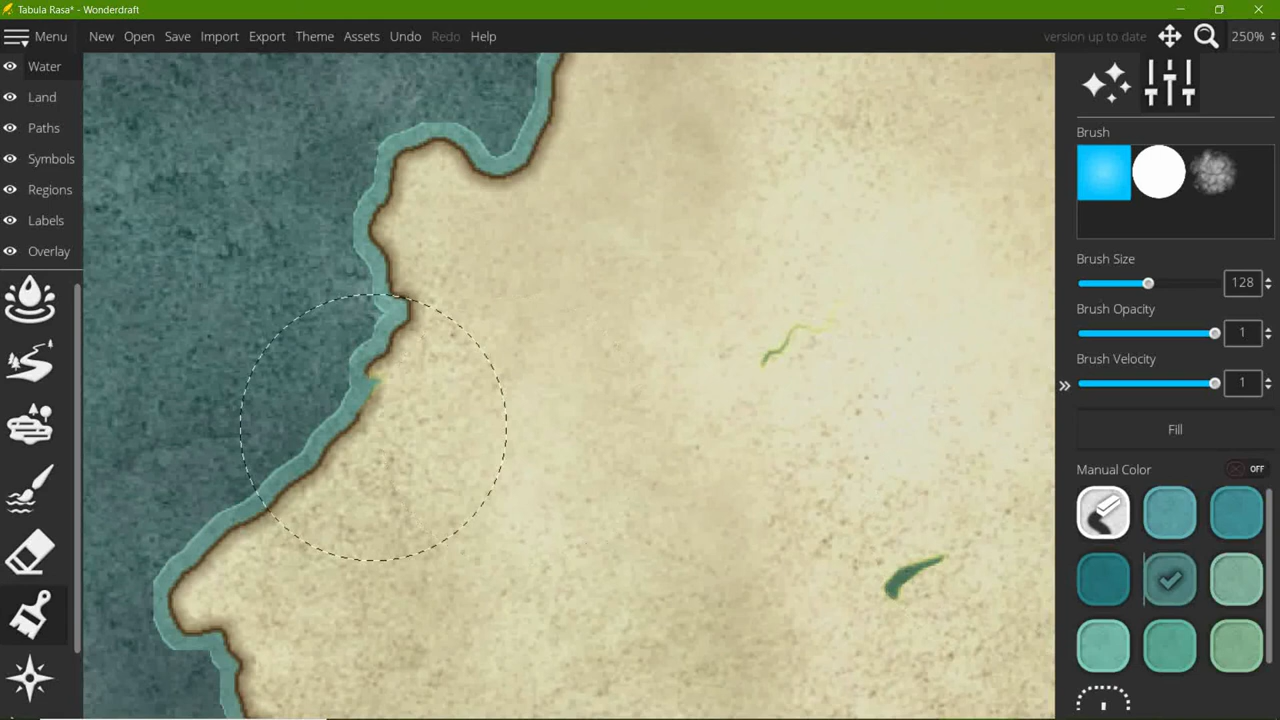 Tabula Rasa* - Wonderdraft
Menu New Open Save Import Export Theme Assets Undo Redo Help version up to date 250%
Water
Land
Paths
Symbols
Regions
Labels
Overlay
Brush
Brush Size
128
Brush Opacity
1
Brush Velocity
1
Fill
Manual Color OFF